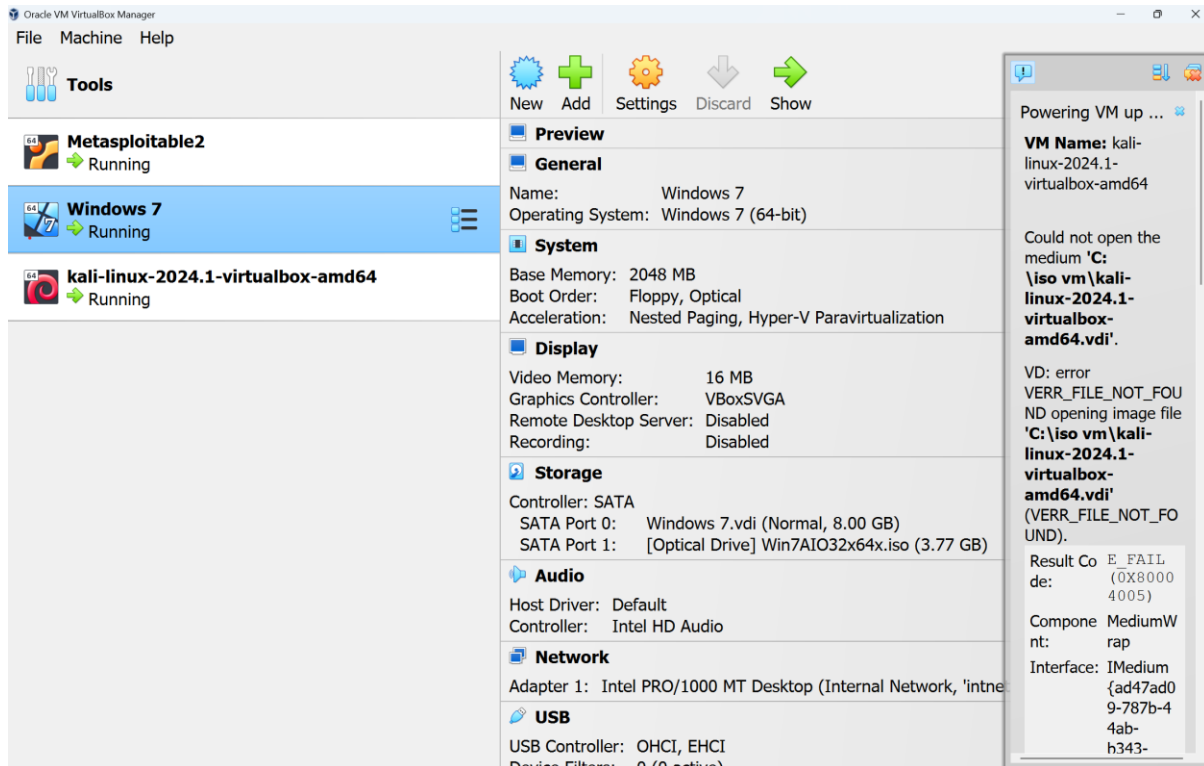 Oracle VM VirtualBox Manager
File Machine Help
Tools
64
Metasploitable2
Running
64
7
Windows 7
Running
64
kali-linux-2024.1-virtualbox-amd64
Running
New Add Settings Discard Show
Preview
General
Name: Windows 7
Operating System: Windows 7 (64-bit)
System
Base Memory: 2048 MB
Boot Order: Floppy, Optical
Acceleration: Nested Paging, Hyper-V Paravirtualization
Display
Video Memory: 16 MB
Graphics Controller: VBoxSVGA
Remote Desktop Server: Disabled
Recording: Disabled
Storage
Controller: SATA
SATA Port 0: Windows 7.vdi (Normal, 8.00 GB)
SATA Port 1: [Optical Drive] Win7AIO32x64x.iso (3.77 GB)
Audio
Host Driver: Default
Controller: Intel HD Audio
Network
Adapter 1: Intel PRO/1000 MT Desktop (Internal Network, 'intne
USB
USB Controller: OHCI, EHCI
Device Filters: 0 (0 active)
Powering VM up ...
VM Name: kali-
linux-2024.1-
virtualbox-amd64
Could not open the
medium 'C:
\iso vm\kali-
linux-2024.1-
virtualbox-
amd64.vdi'.
VD: error
VERR_FILE_NOT_FOU
ND opening image file
'C:\iso vm\kali-
linux-2024.1-
virtualbox-
amd64.vdi'
(VERR_FILE_NOT_FO
UND).
Result Co E_FAIL
de: (0X8000
4005)
Compone MediumW
nt: rap
Interface: IMedium
{ad47ad0
9-787b-4
4ab-
b343-